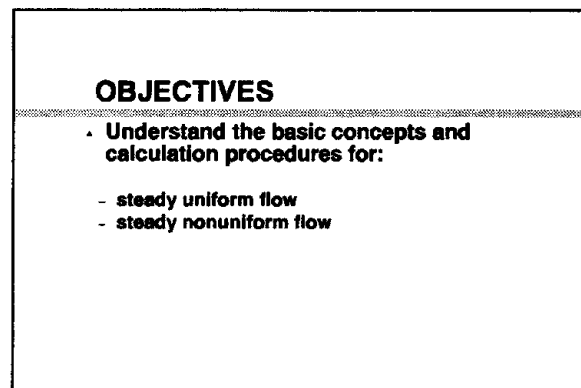 OBJECTIVES
▲ Understand the basic concepts and
calculation procedures for:
- steady uniform flow
- steady nonuniform flow